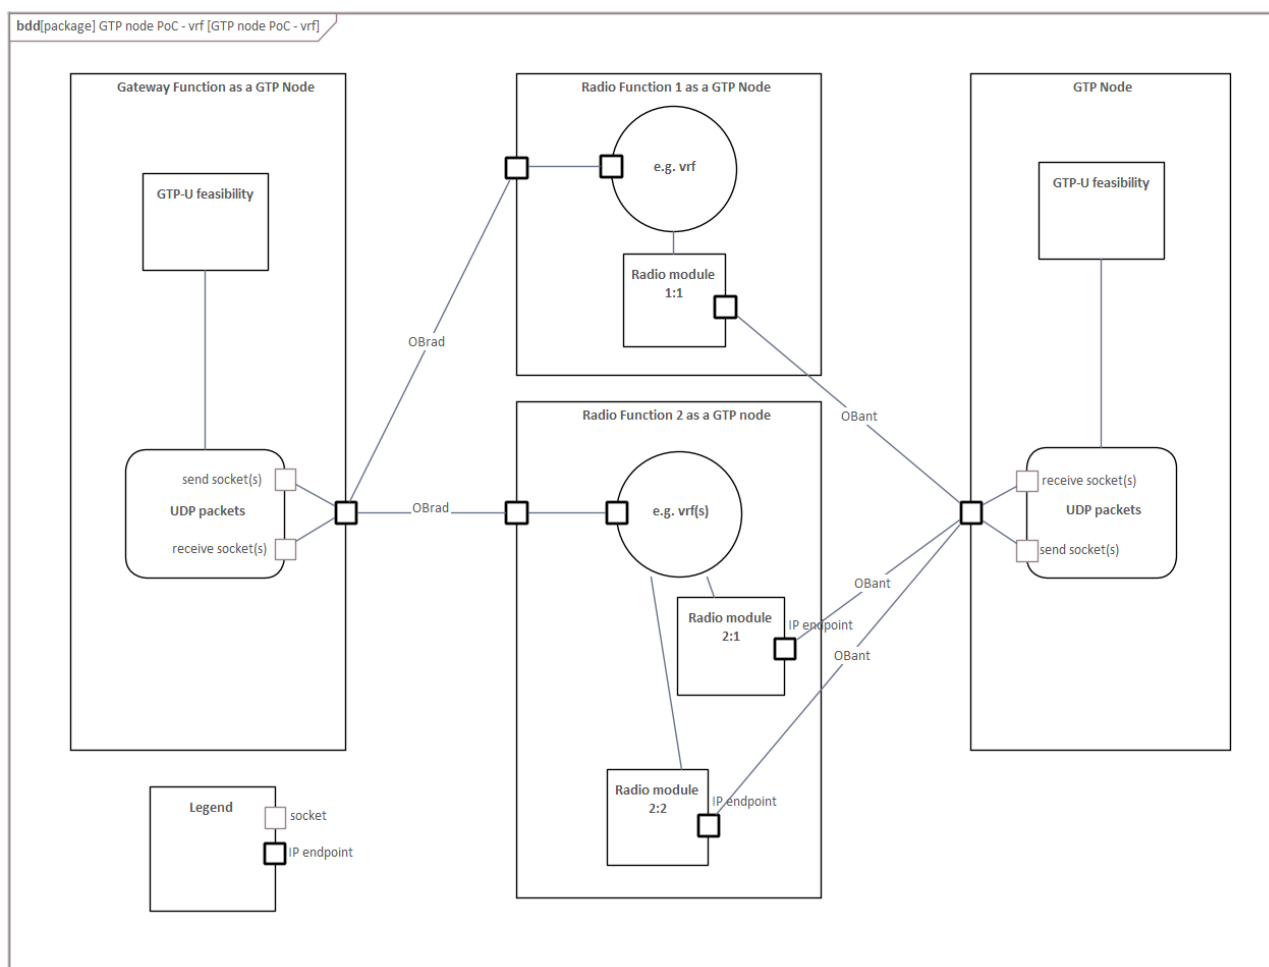 bdd[package] GTP node PoC - vrf [GTP node PoC - vrf]
Gateway Function as a GTP Node
GTP-U feasibility
send socket(s)
UDP packets
receive socket(s)
OBrad
OBrad
Radio Function 1 as a GTP Node
e.g. vrf
Radio module
1:1
Radio Function 2 as a GTP node
e.g. vrf(s)
Radio module
2:1
IP endpoint
Radio module
2:2
IP endpoint
OBant
OBant
OBant
GTP Node
GTP-U feasibility
receive socket(s)
UDP packets
send socket(s)
Legend
socket
IP endpoint